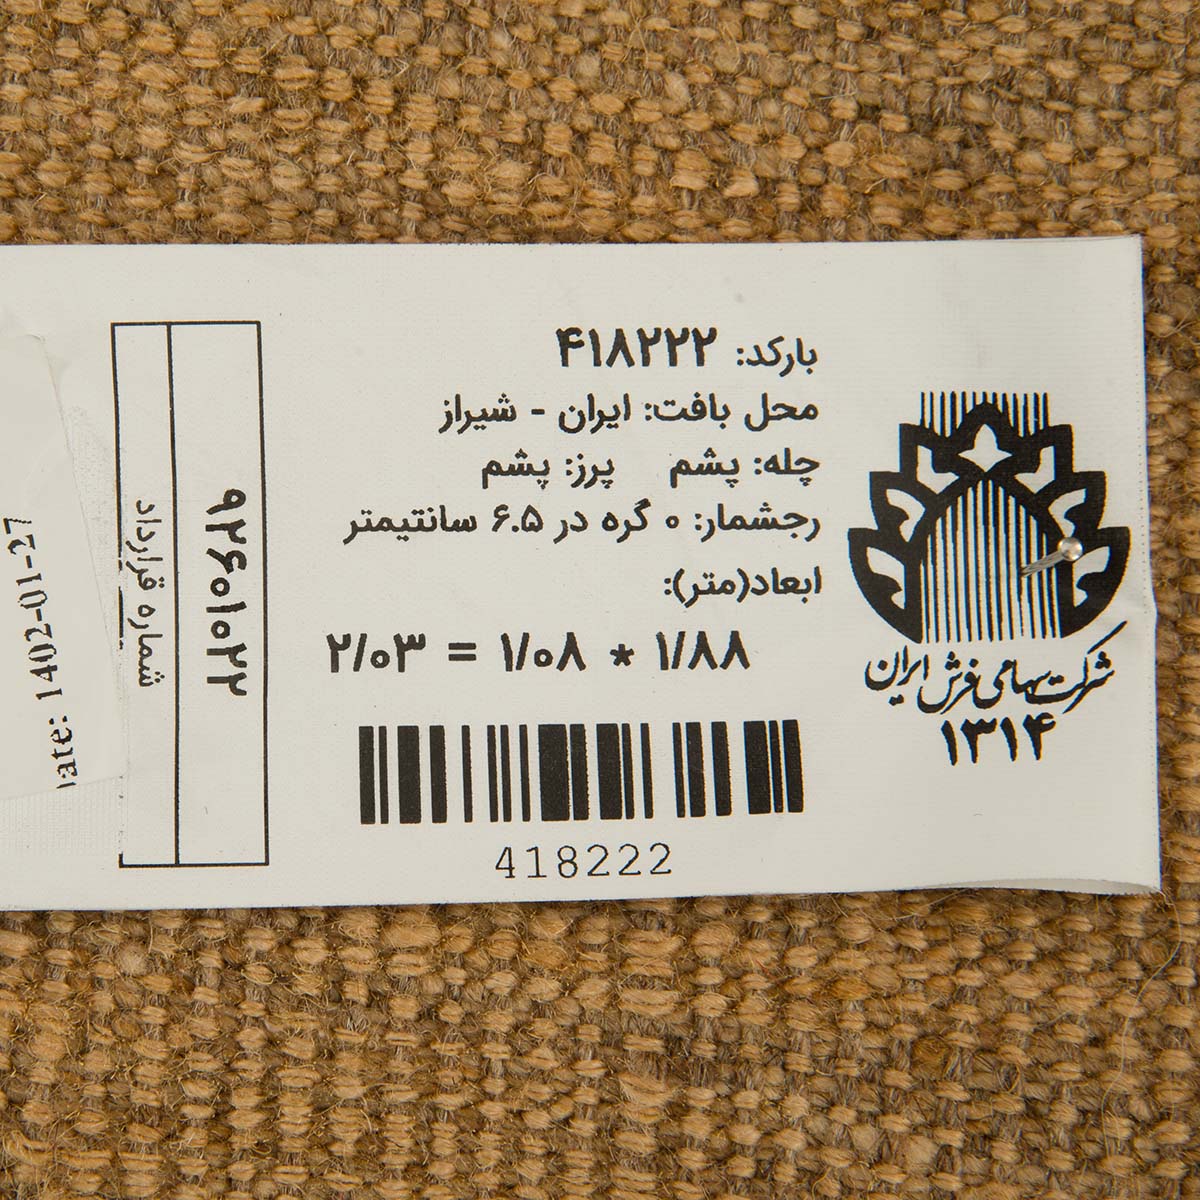 بارکد: ۴۱۸۲۲۲
محل بافت: ایران - شیراز
چله: پشم پرز: پشم
رجشمار: ۰ گره در ۶.۵ سانتیمتر
ابعاد(متر):
۱/۸۸ * ۱/۰۸ = ۲/۰۳
418222
شرکت سهامی فرش ایران
۱۳۱۴
۹۲۶۰۱۰۲۲
شماره قرارداد
ate: 1402-01-27